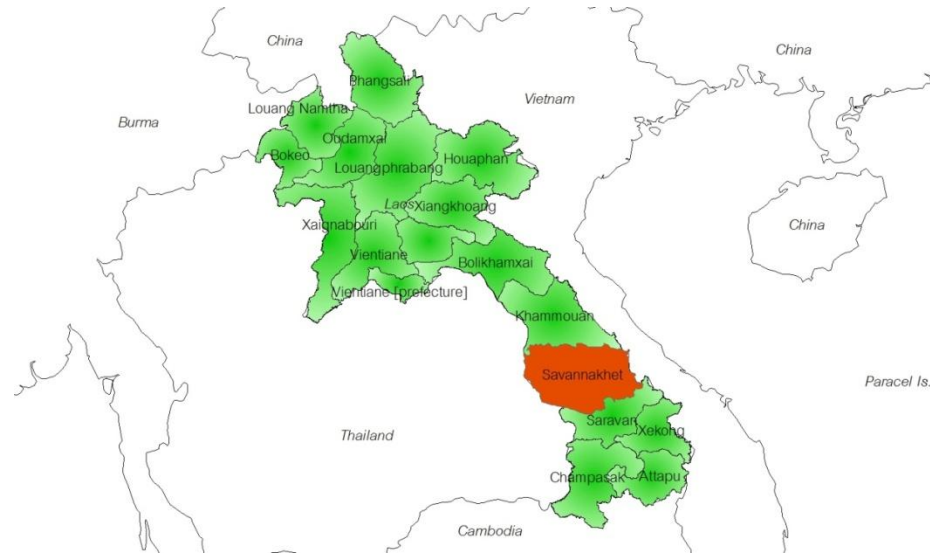 China
China
Phangsali
Vietnam
Louang Namtha
Burma
Oudamxai
Bokeo
Louangphrabang
Houaphan
Laos
Xiangkhoang
Xaignabouri
China
Vientiane
Bolikhamxai
Vientiane [prefecture]
Khammouan
Savannakhet
Paracel Is.
Saravan
Xekong
Thailand
Champasak
Attapu
Cambodia